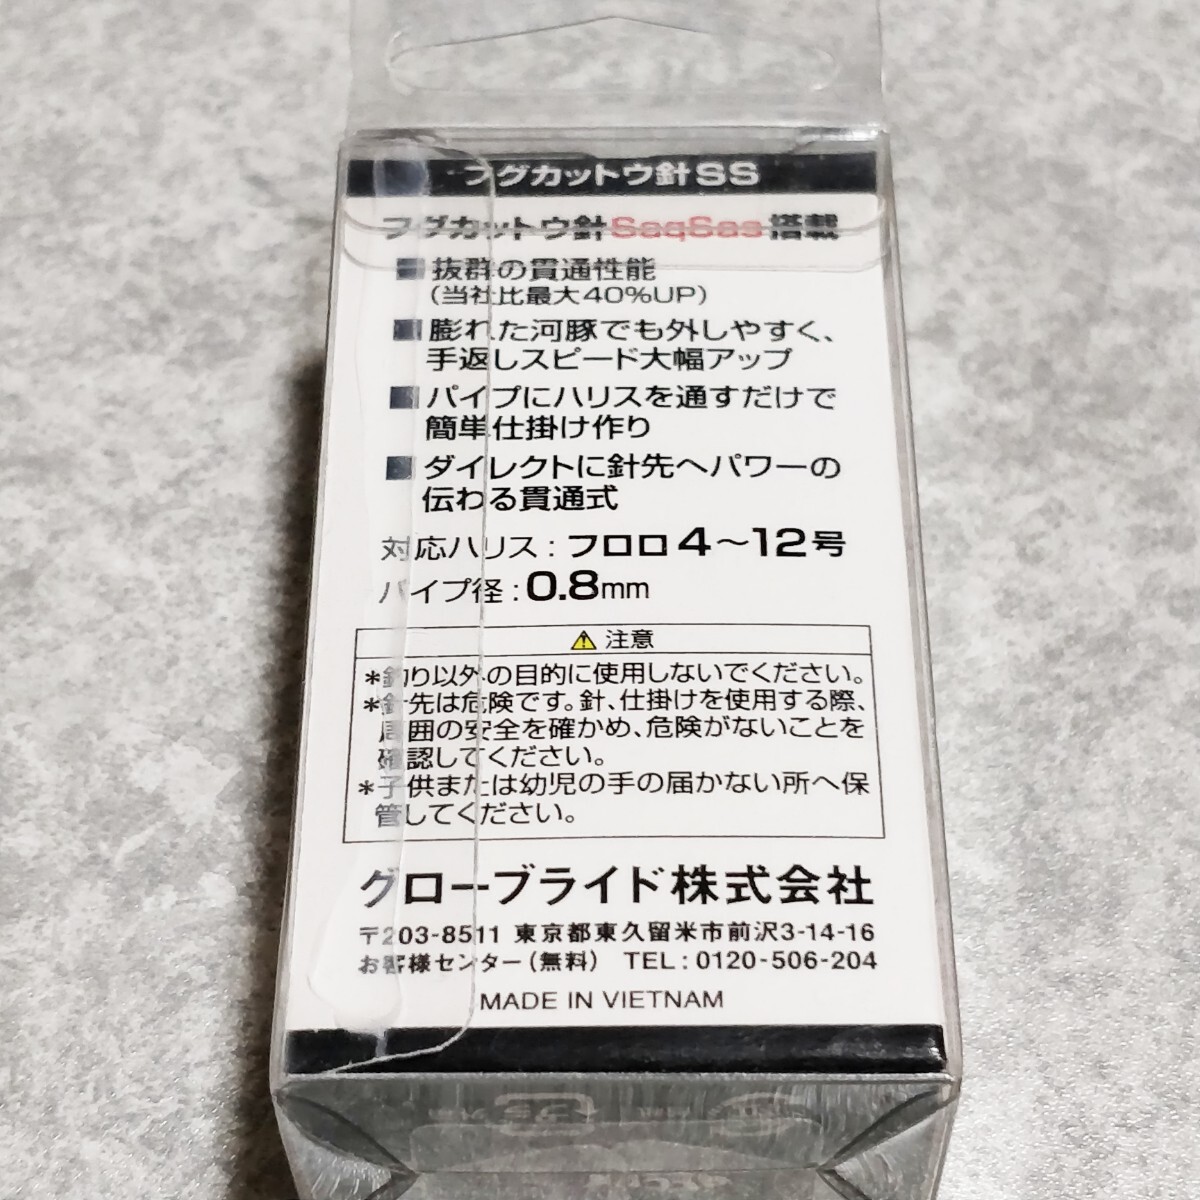 フグカットウ針SS
フグカットウ針SaqSas搭載
■抜群の貫通性能
(当社比最大40%UP)
■膨れた河豚でも外しやすく、
手返しスピード大幅アップ
■パイプにハリスを通すだけで
簡単仕掛け作り
■ダイレクトに針先へパワーの
伝わる貫通式
対応ハリス:フロロ4〜12号
パイプ径:0.8mm
注意
*釣り以外の目的に使用しないでください。
*針先は危険です。針、仕掛けを使用する際、
周囲の安全を確かめ、危険がないことを
確認してください。
*子供または幼児の手の届かない所へ保
管してください。
グローブライド株式会社
〒203-8511 東京都東久留米市前沢3-14-16
お客様センター(無料) TEL:0120-506-204
MADE IN VIETNAM